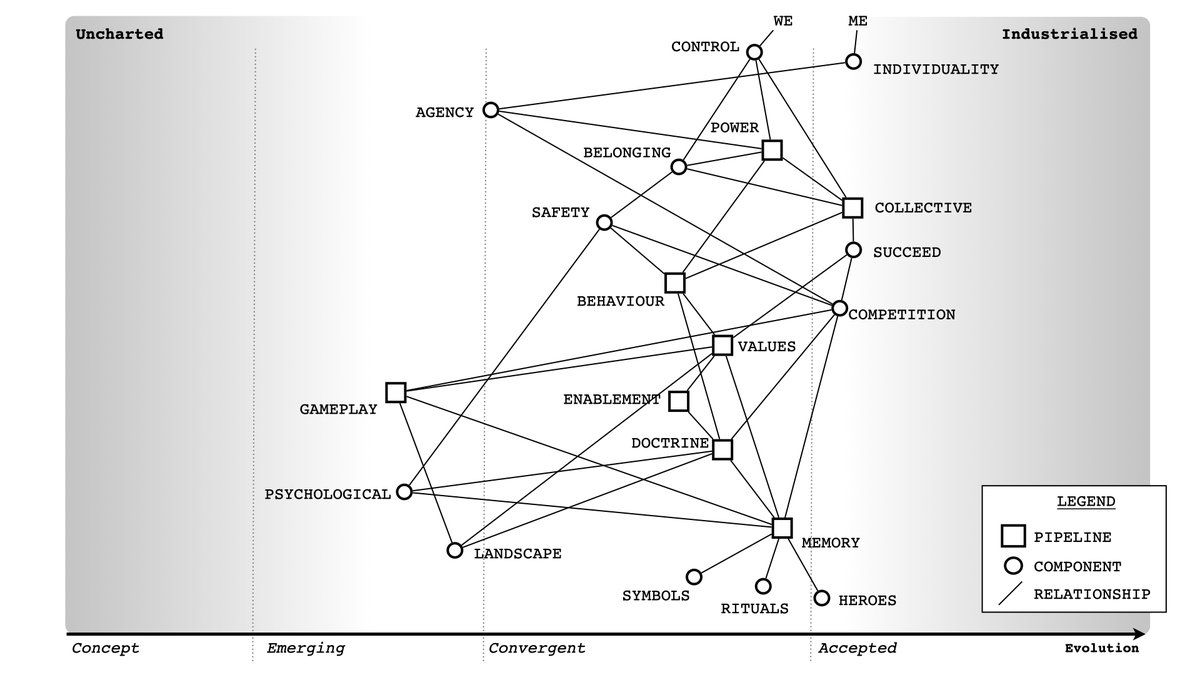 WE
ME
Uncharted
Industrialised
CONTROL
INDIVIDUALITY
AGENCY
POWER
BELONGING
SAFETY
COLLECTIVE
SUCCEED
BEHAVIOUR
COMPETITION
VALUES
ENABLEMENT
GAMEPLAY
DOCTRINE
PSYCHOLOGICAL
LANDSCAPE
MEMORY
SYMBOLS
RITUALS
HEROES
LEGEND
PIPELINE
COMPONENT
RELATIONSHIP
Concept
Emerging
Convergent
Accepted
Evolution